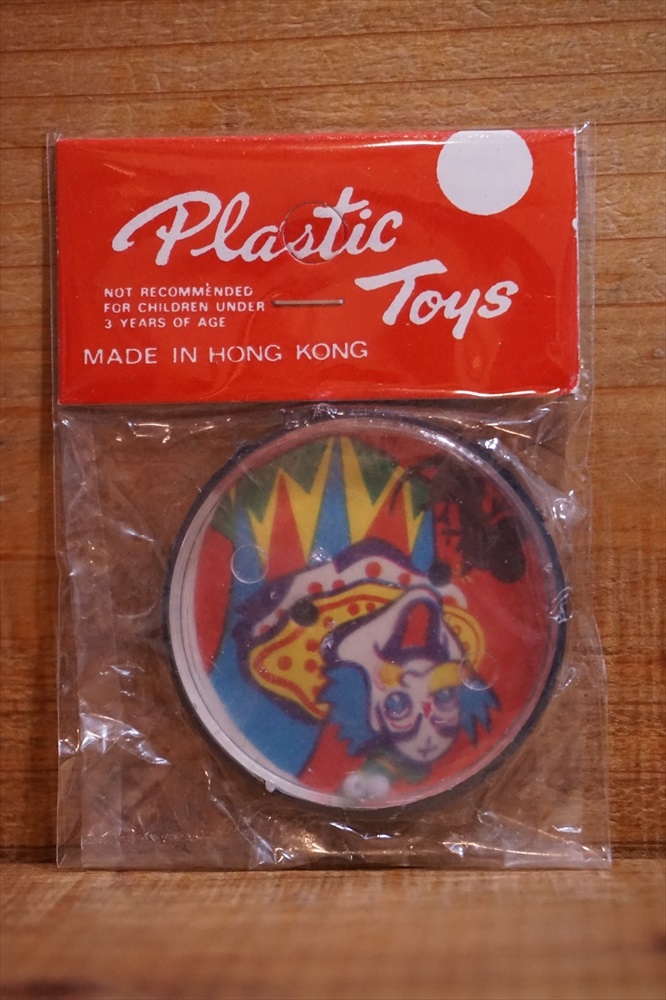 Plastic
Toys
NOT RECOMMENDED
FOR CHILDREN UNDER
3 YEARS OF AGE
MADE IN HONG KONG